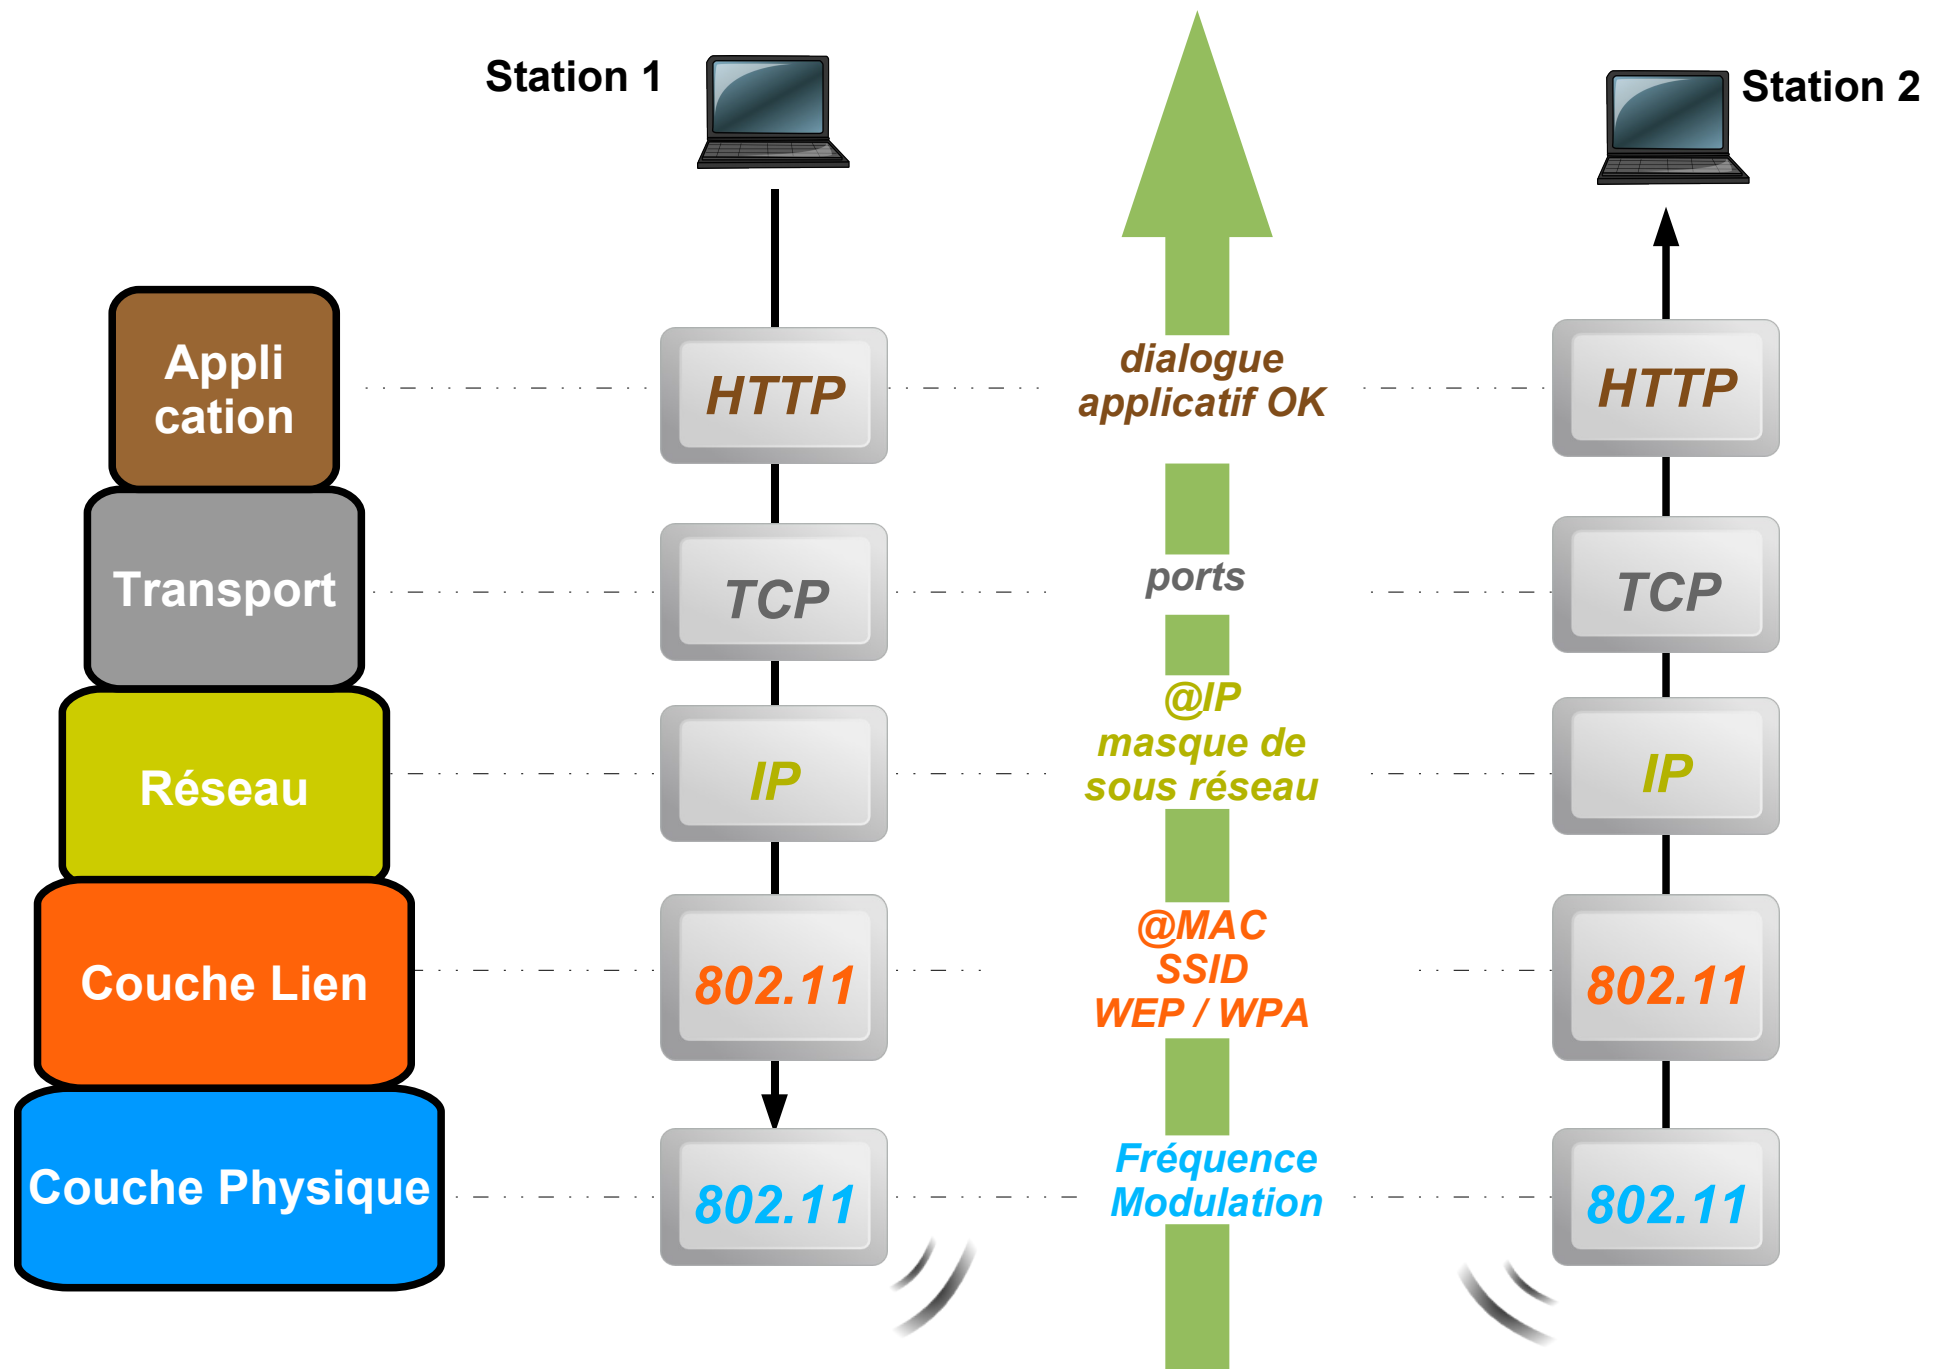 Station 1
Station 2
Appli
cation
HTTP
dialogue
applicatif OK
HTTP
Transport
TCP
ports
TCP
Réseau
IP
@IP
masque de
sous réseau
IP
Couche Lien
802.11
@MAC
SSID
WEP / WPA
802.11
Couche Physique
802.11
Fréquence
Modulation
802.11